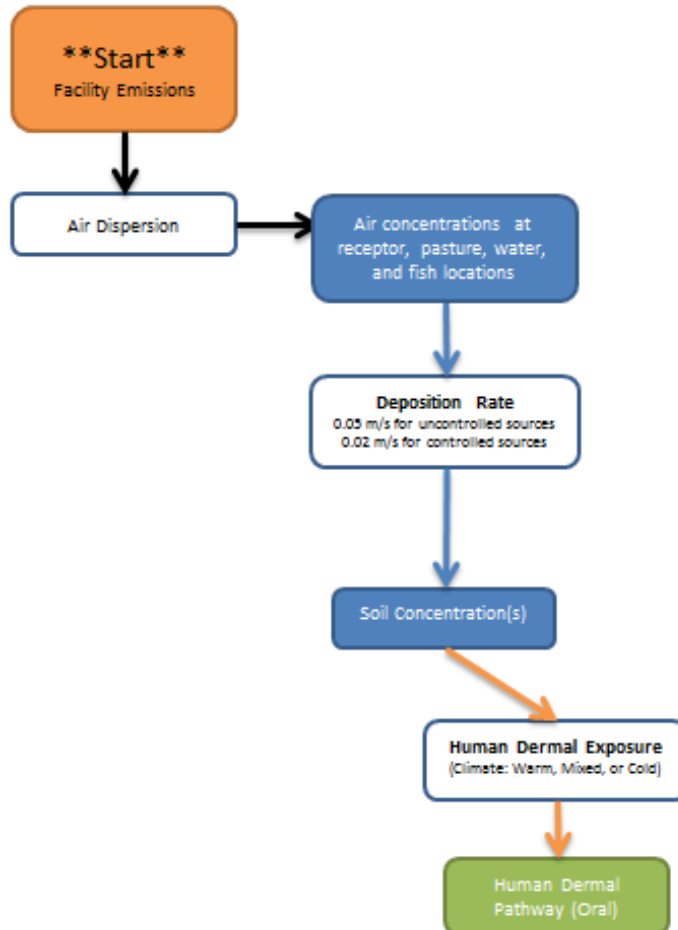 **Start**
Facility Emissions
Air Dispersion
Air concentrations at
receptor, pasture, water,
and fish locations
Deposition Rate
0.05 m/s for uncontrolled sources
0.02 m/s for controlled sources
Soil Concentration(s)
Human Dermal Exposure
(Climate: Warm, Mixed, or Cold)
Human Dermal
Pathway (Oral)